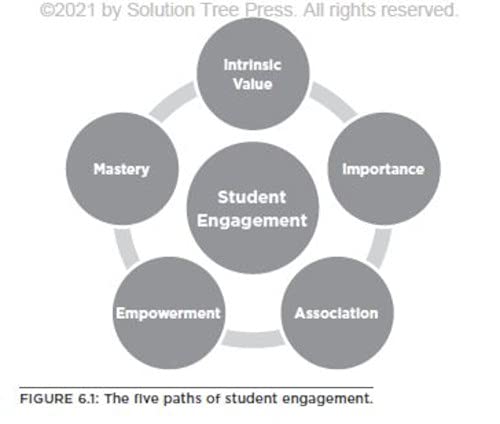 ©2021 by Solution Tree Press. All rights reserved.
Intrinsic
Value
Mastery
Importance
Student
Engagement
Empowerment
Association
FIGURE 6.1: The five paths of student engagement.